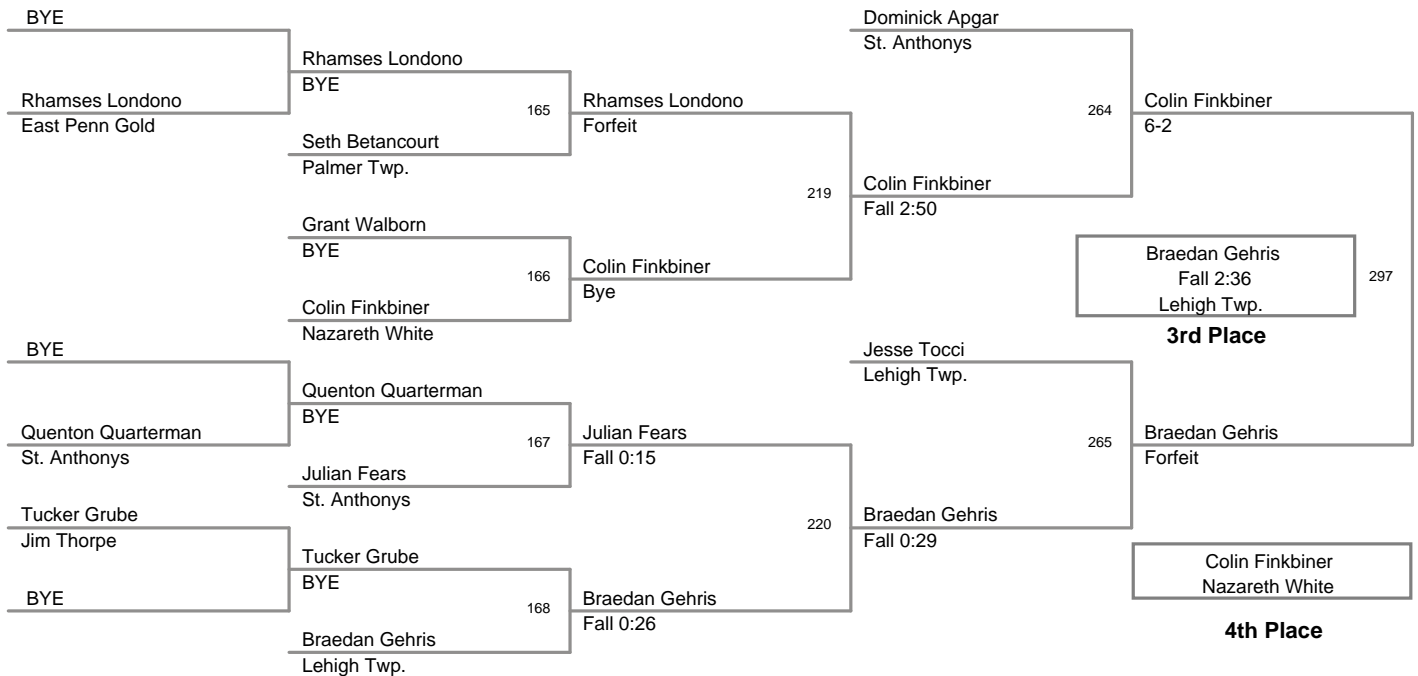 BYE
Rhamses Londono
East Penn Gold
BYE
Quenton Quarterman
St. Anthonys
Tucker Grube
Jim Thorpe
BYE
Rhamses Londono
BYE
165
Seth Betancourt
Palmer Twp.
Grant Walborn
BYE
166
Colin Finkbiner
Nazareth White
Quenton Quarterman
BYE
167
Julian Fears
St. Anthonys
Tucker Grube
BYE
168
Braedan Gehris
Lehigh Twp.
Rhamses Londono
Forfeit
219
Colin Finkbiner
Bye
Julian Fears
Fall 0:15
220
Braedan Gehris
Fall 0:26
Dominick Apgar
St. Anthonys
264
Colin Finkbiner
Fall 2:50
Jesse Tocci
Lehigh Twp.
265
Braedan Gehris
Fall 0:29
Colin Finkbiner
6-2
Braedan Gehris
Fall 2:36
Lehigh Twp.
297
3rd Place
Braedan Gehris
Forfeit
Colin Finkbiner
Nazareth White
4th Place